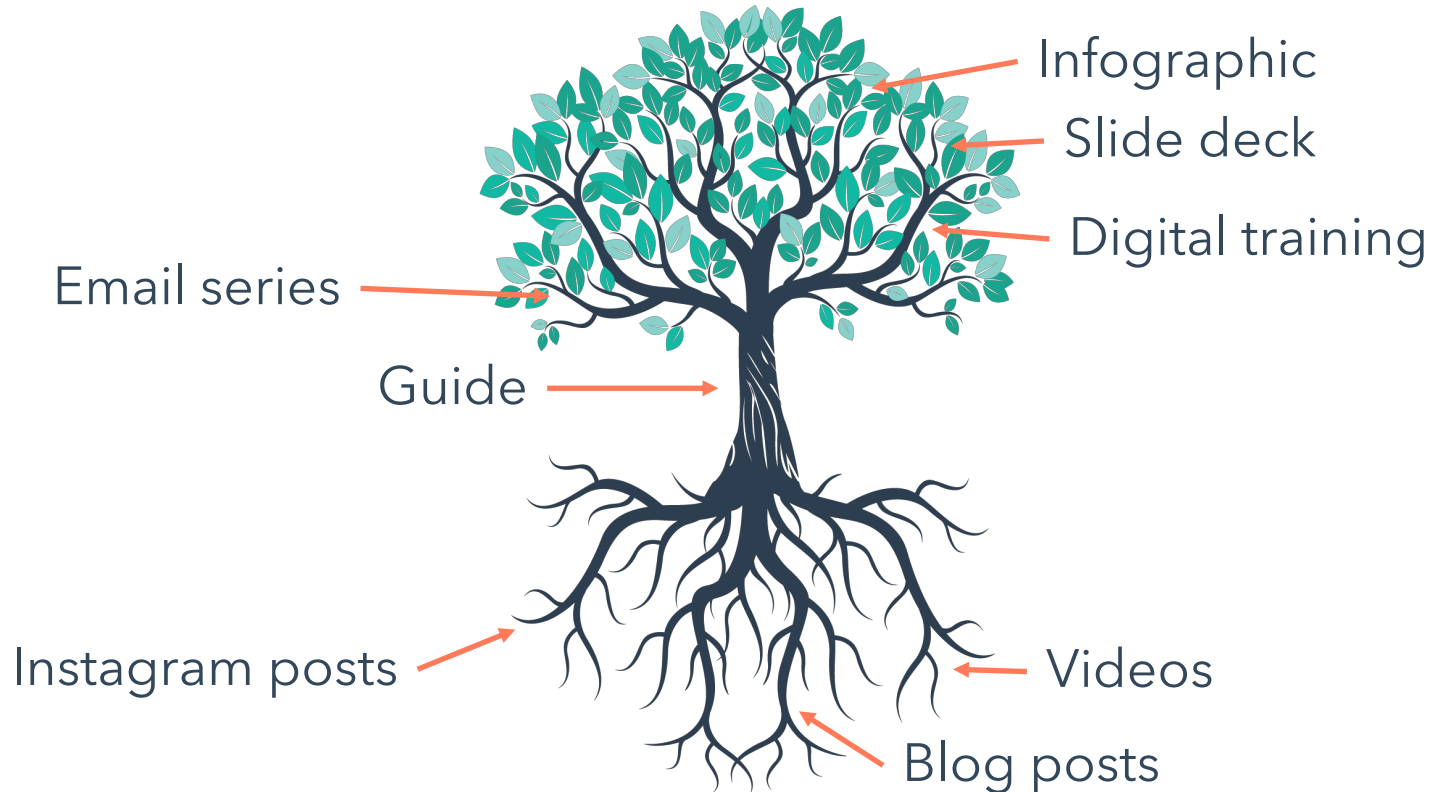 Infographic
Slide deck
Digital training
Email series
Guide
Instagram posts
Videos
Blog posts